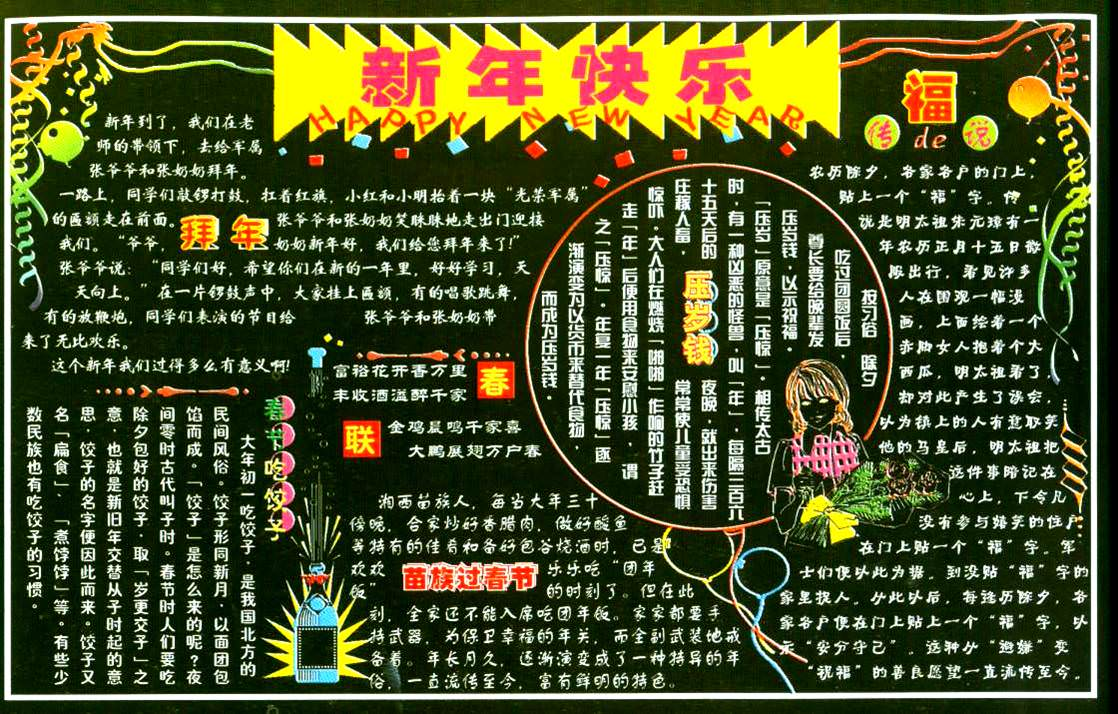 新年快乐
HAPPY NEW YEAR
新年到了，我们在老
师的带领下，去给军属
张爷爷和张奶奶拜年。
一路上，同学们敲锣打鼓，扛着红旗，小红和小明抬着一块“光荣军属”
的匾额走在前面。
拜年
张爷爷和张奶奶笑眯眯地走出门迎接
我们。“爷爷，
奶奶新年好，我们给您拜年来了！”
张爷爷说：“同学们好，希望你们在新的一年里，好好学习，天
天向上。”在一片锣鼓声中，大家挂上匾额，有的唱歌跳舞，
有的放鞭炮，同学们表演的节目给
张爷爷和张奶奶带
来了无比欢乐。
这个新年我们过得多么有意义啊！
福
传 de 说
农历除夕，各家各户的门上，
贴上一个“福”字。传
说是明太祖朱元璋有一
年农历正月十五日微
服出行，看见许多
人在围观一幅漫
画，上面绘着一个
赤脚女人抱着个大
西瓜，明太祖看了，
却对此产生了误会，
以为挂上的人有意取笑
他的马皇后，明太祖把
这件事暗记在
心上，下令凡
没有参与嬉笑的住户
在门上贴一个“福”字。军
士们便以此为据，到没贴“福”字的
家里捉人。从此以后，每逢历除夕，各
家各户便在门上贴上一个“福”字，以
示“安分守己”。这种从“避嫌”变
“祝福”的善良愿望一直流传至今。
压岁钱
按习俗　除夕
吃过团圆饭后，
尊长要给晚辈发
压岁钱，以示祝福。
「压岁」原意是「压惊」。相传太古
时，有一种凶恶的怪兽，叫「年」，每隔三百六
十五天后的
夜晚，就出来伤害
压稼人畜，
常常使儿童受恐惧
惊吓。大人们在燃烧「啪啪」作响的竹子赶
走「年」后便用食物来安慰小孩，谓
之「压惊」。年复一年「压惊」逐
渐演变为以货币来替代食物，
而成为压岁钱。
春联
富裕花开香万里
丰收酒溢醉千家
金鸡晨鸣千家喜
大鹏展翅万户春
春节吃饺子
大年初一吃饺子，是我国北方的
民间风俗。饺子形同新月，以面团包
馅而成。「饺子」是怎么来的呢？夜
间零时古代叫子时。春节时人们要吃
除夕包好的饺子，取「岁更交子」之
意，也就是新旧年交替从子时起的意
思。饺子的名字便因此而来。饺子又
名「扁食」、「煮饽饽」等。有些少
数民族也有吃饺子的习惯。
苗族过春节
湘西苗族人，每当大年三十
傍晚，合家炒好香腊肉，做好酸鱼
等特有的佳肴和备好包谷烧酒时，已是
欢欢
乐乐吃“团年
饭”
的时刻了。但在此
刻，全家还不能入席吃团年饭。家家都要手
持武器，为保卫幸福的年关，而全副武装地戒
备着。年长月久，逐渐演变成了一种特异的年
俗，一直流传至今，富有鲜明的特色。